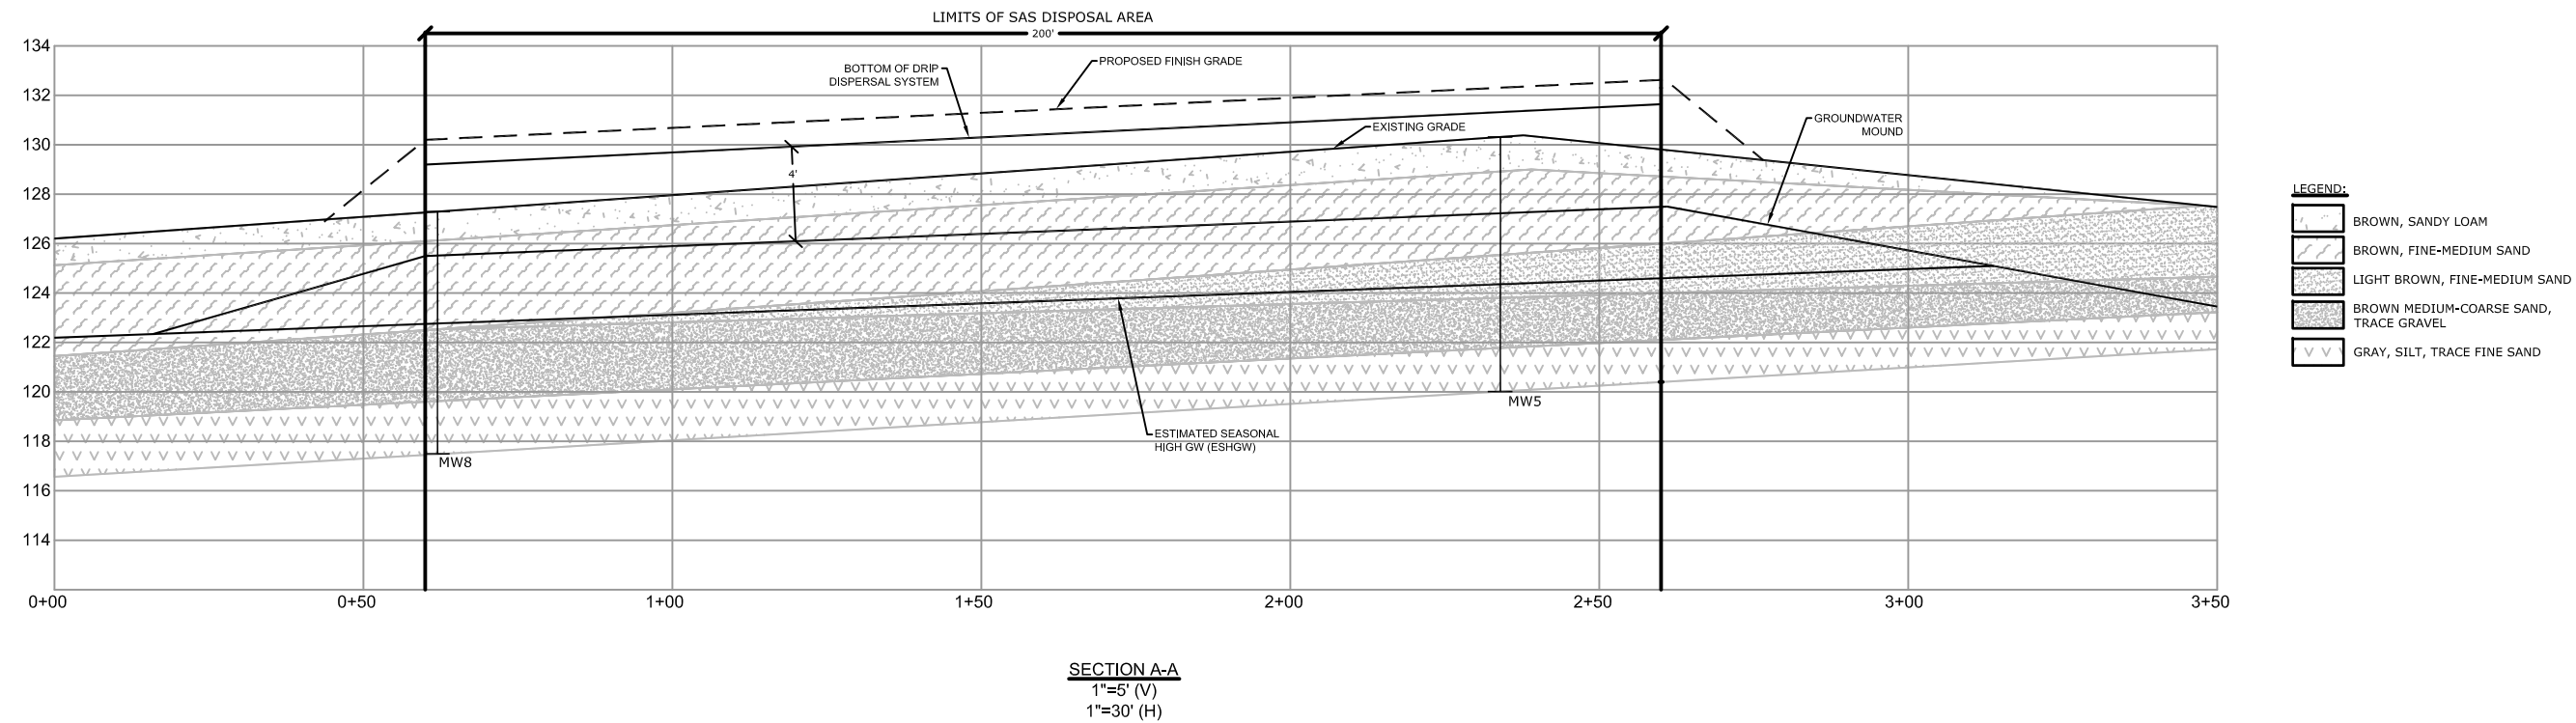 LIMITS OF SAS DISPOSAL AREA
200'
134
132
130
128
126
124
122
120
118
116
114
BOTTOM OF DRIP
DISPERSAL SYSTEM
PROPOSED FINISH GRADE
EXISTING GRADE
GROUNDWATER
MOUND
4'
MW5
ESTIMATED SEASONAL
HIGH GW (ESHGW)
MW8
0+00
0+50
1+00
1+50
2+00
2+50
3+00
3+50
LEGEND:
BROWN, SANDY LOAM
BROWN, FINE-MEDIUM SAND
LIGHT BROWN, FINE-MEDIUM SAND
BROWN MEDIUM-COARSE SAND,
TRACE GRAVEL
GRAY, SILT, TRACE FINE SAND
SECTION A-A
1"=5' (V)
1"=30' (H)